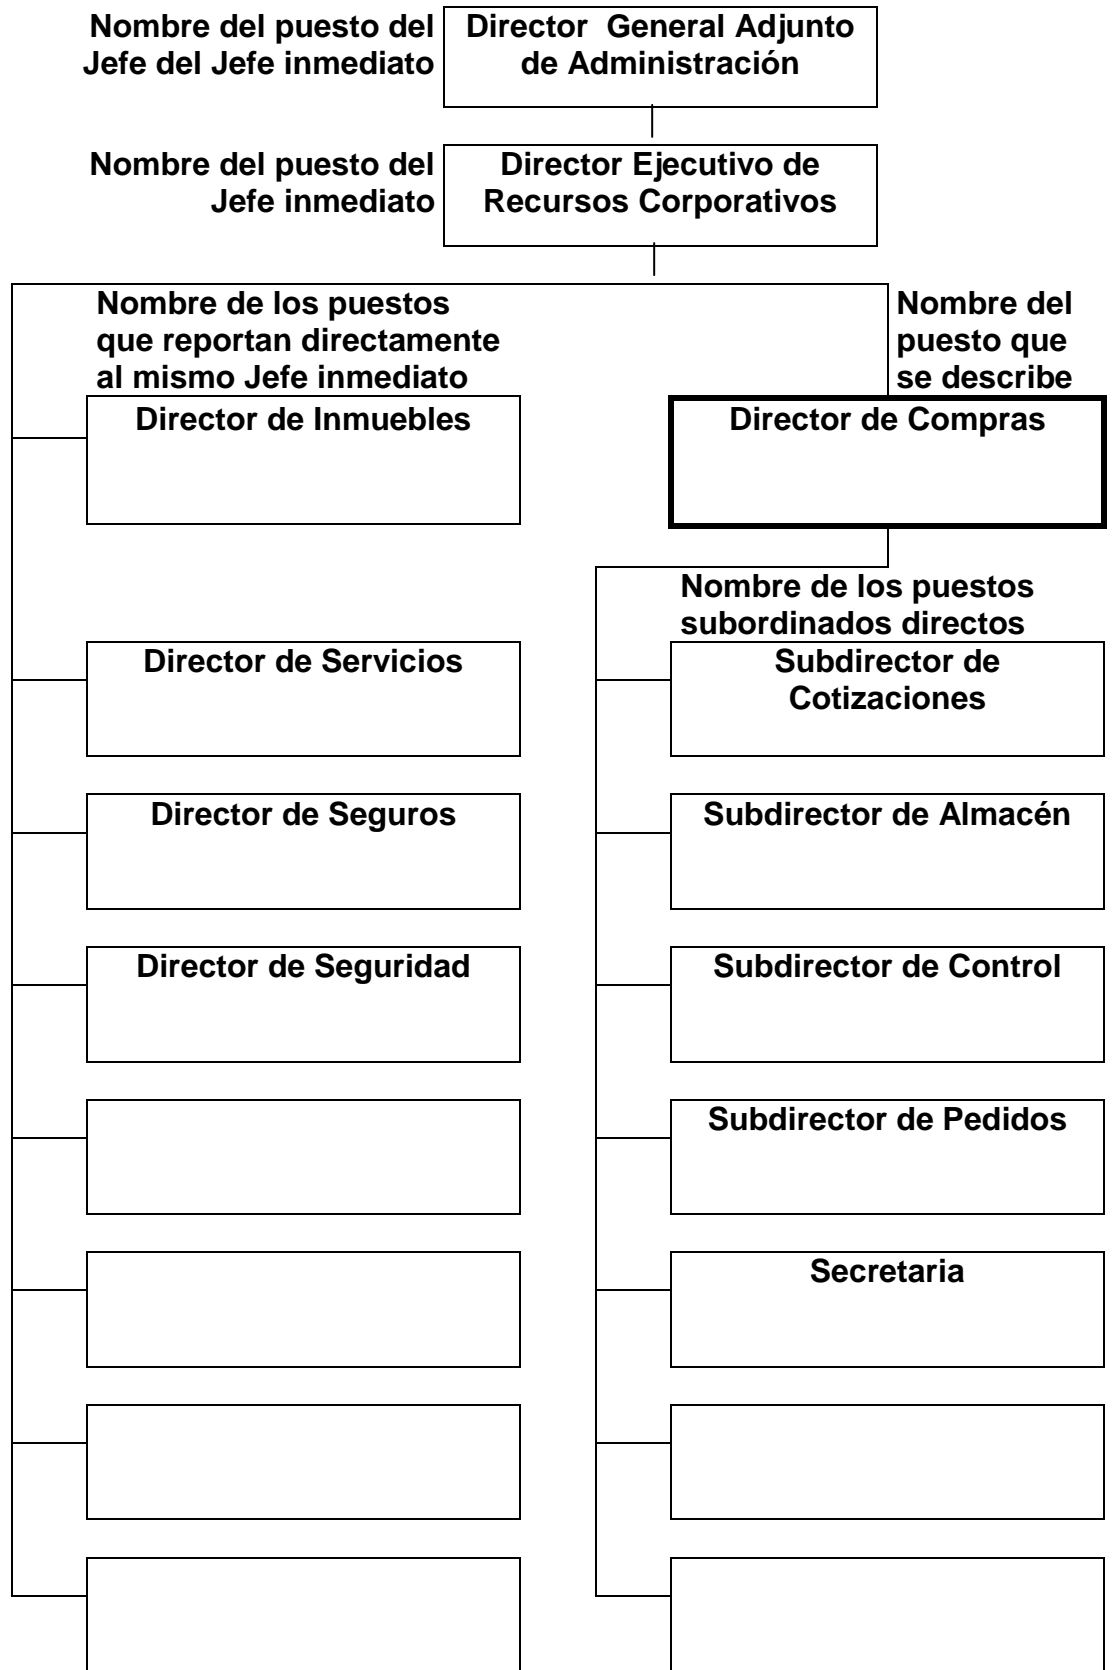 Nombre del puesto del
Jefe del Jefe inmediato
Director  General Adjunto
de Administración
Nombre del puesto del
Jefe inmediato
Director Ejecutivo de
Recursos Corporativos
Nombre de los puestos
que reportan directamente
al mismo Jefe inmediato
Nombre del
puesto que
se describe
Director de Inmuebles
Director de Compras
Nombre de los puestos
subordinados directos
Director de Servicios
Subdirector de
Cotizaciones
Director de Seguros
Subdirector de Almacén
Director de Seguridad
Subdirector de Control
Subdirector de Pedidos
Secretaria